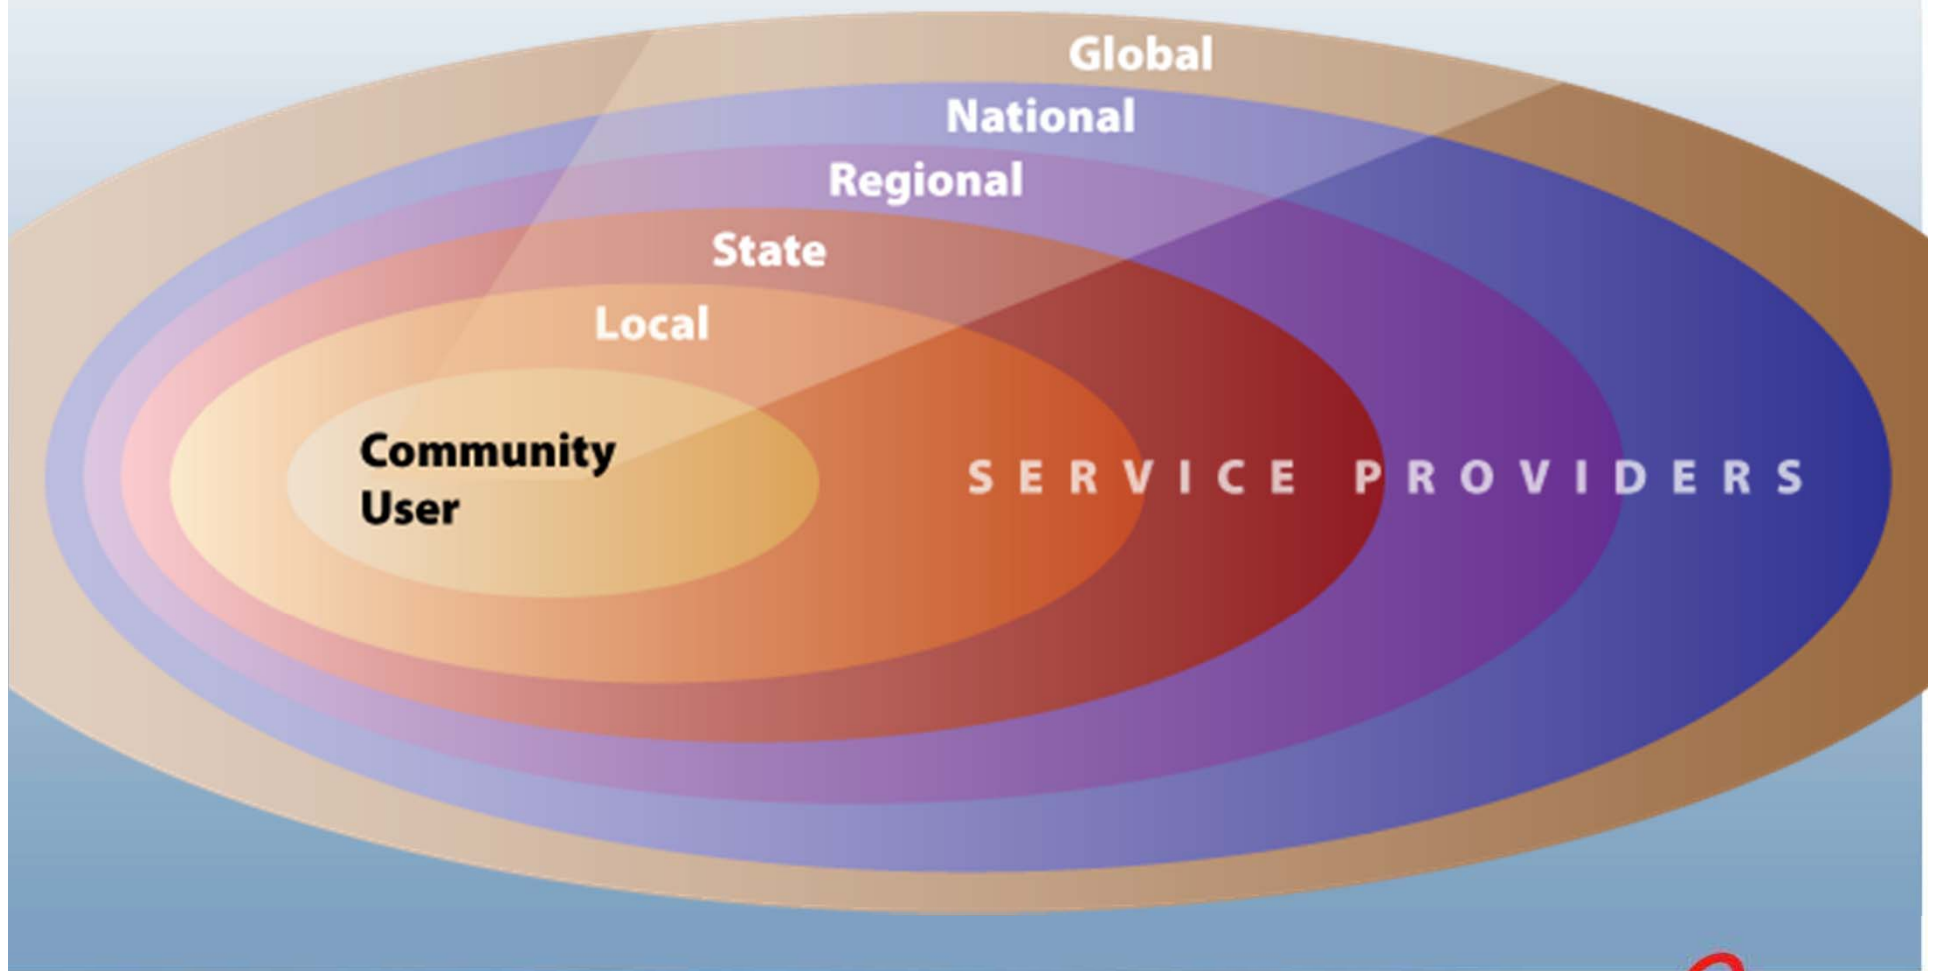 Global
National
Regional
State
Local
Community
User
SERVICE PROVIDERS